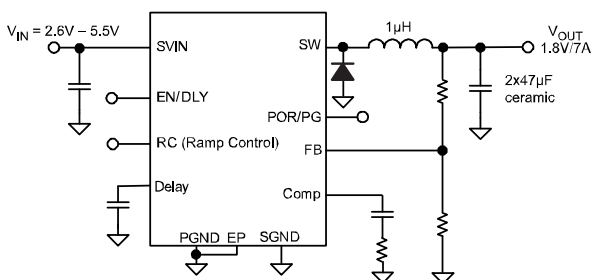 V_IN = 2.6V – 5.5V
SVIN
SW
1µH
V_OUT
1.8V/7A
2x47µF
ceramic
EN/DLY
POR/PG
RC (Ramp Control)
FB
Delay
Comp
PGND EP SGND